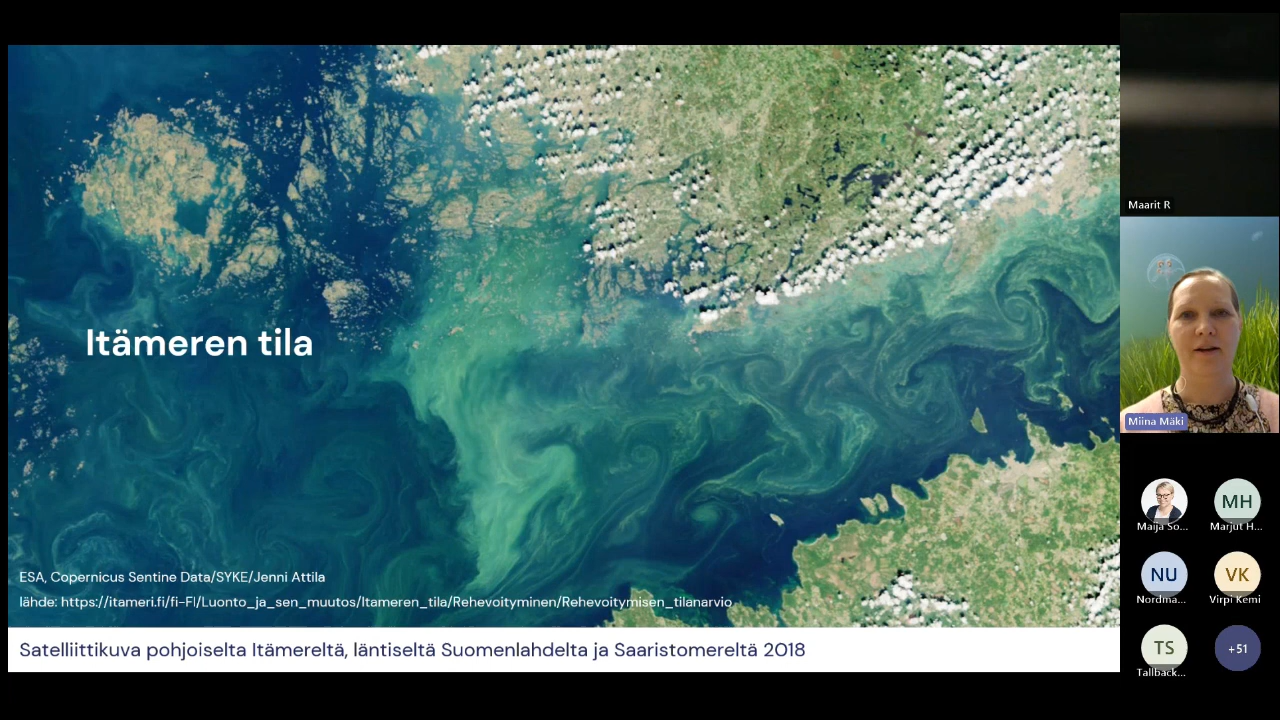 Itämeren tila
ESA, Copernicus Sentine Data/SYKE/Jenni Attila
lähde: https://itameri.fi/fi-FI/Luonto_ja_sen_muutos/Itameren_tila/Rehevoityminen/Rehevoitymisen_tilanarvio
Satelliittikuva pohjoiselta Itämereltä, läntiseltä Suomenlahdelta ja Saaristomereltä 2018
Maarit R
Miina Mäki
Maija So...
MH
Marjut H...
NU
Nordma...
VK
Virpi Kemi
TS
Tallbäck...
+51